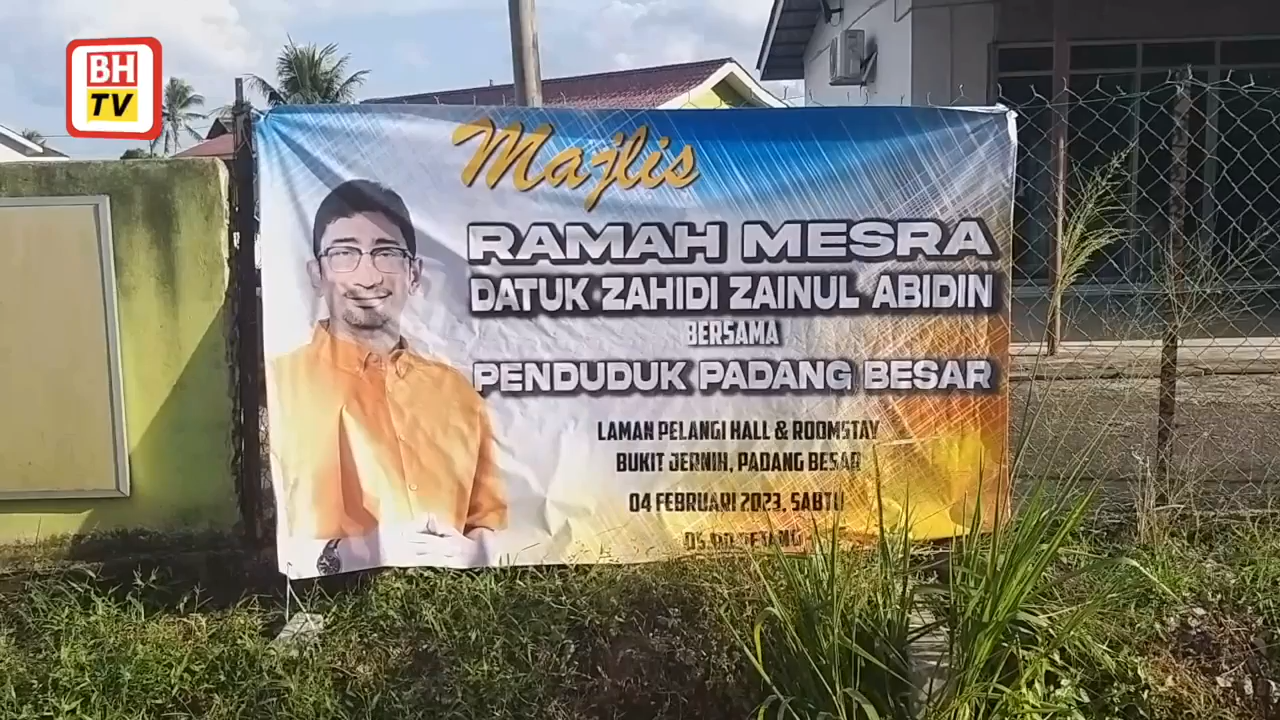 BH
TV
Majlis
RAMAH MESRA
DATUK ZAHIDI ZAINUL ABIDIN
BERSAMA
PENDUDUK PADANG BESAR
LAMAN PELANGI HALL & ROOMSTAY
BUKIT JERNIH, PADANG BESAR
04 FEBRUARI 2023, SABTU